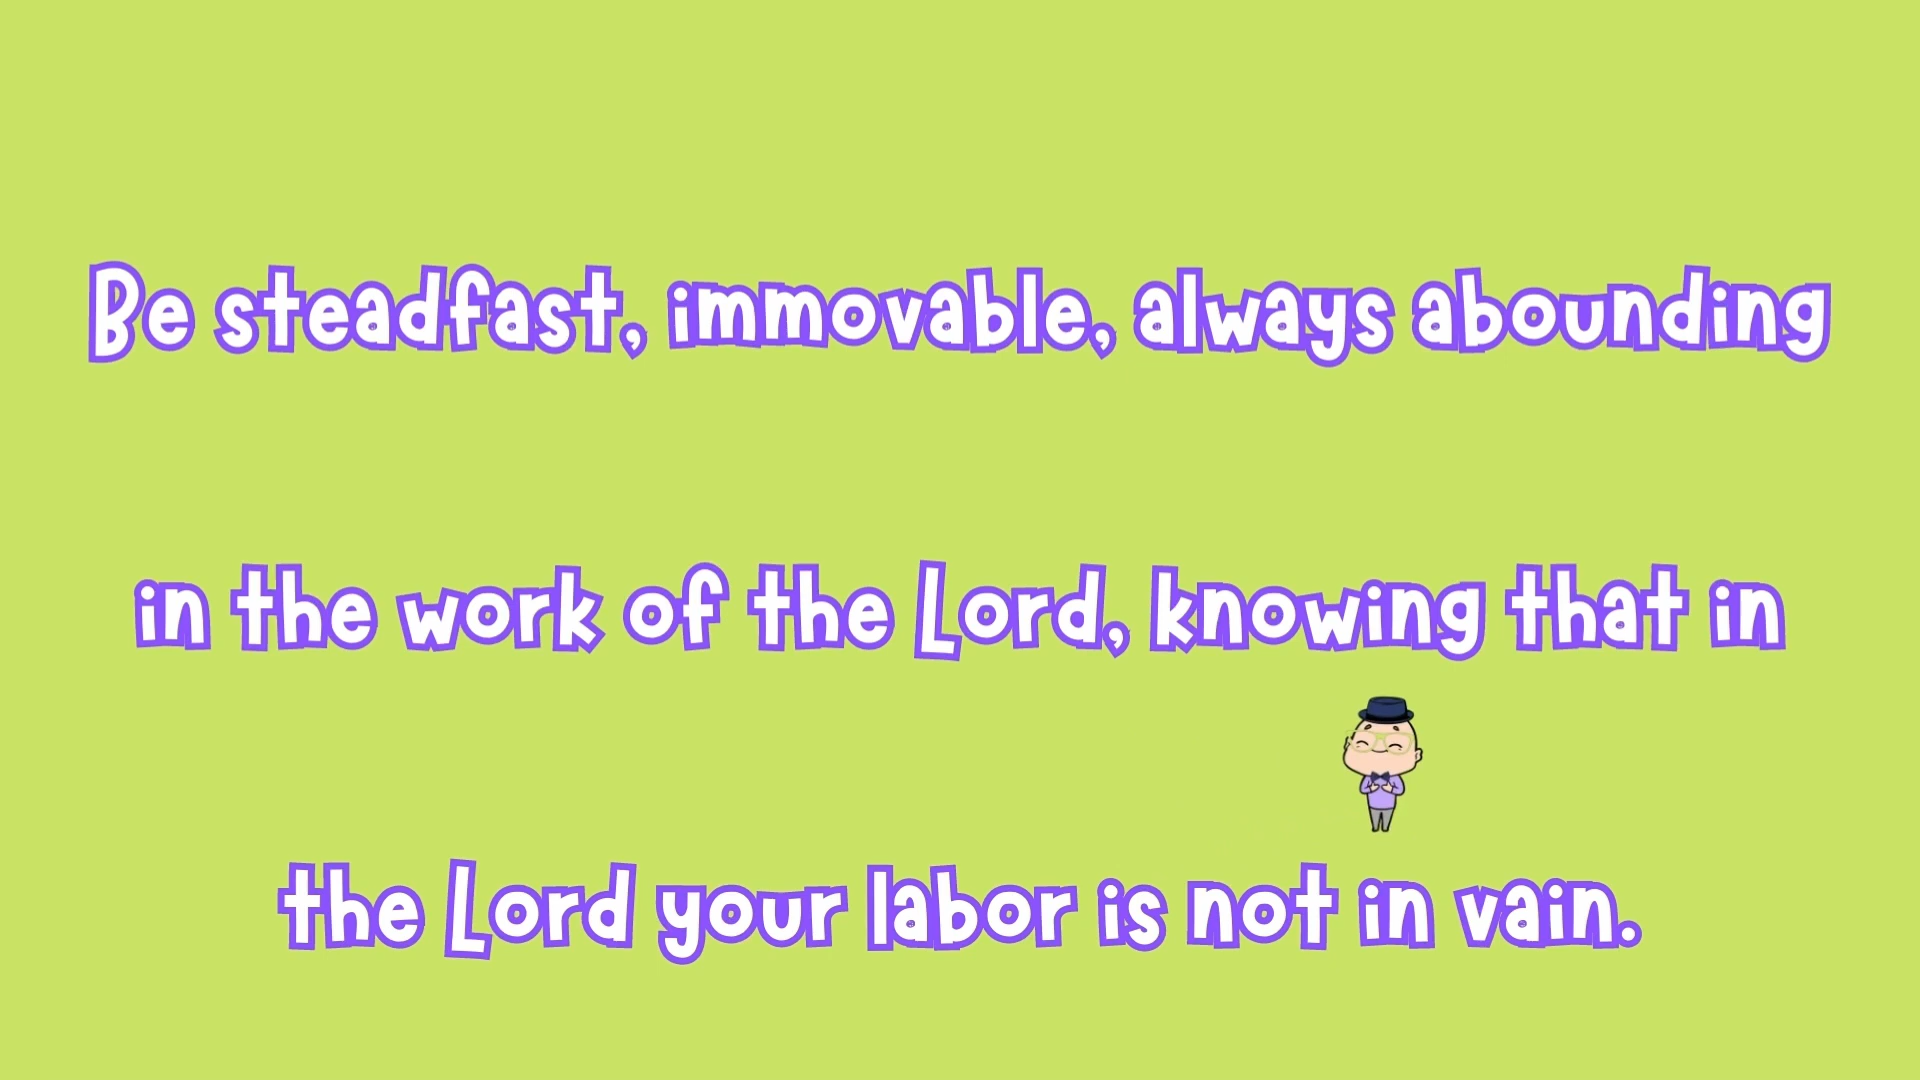 Be steadfast, immovable, always abounding
in the work of the Lord, knowing that in
the Lord your labor is not in vain.